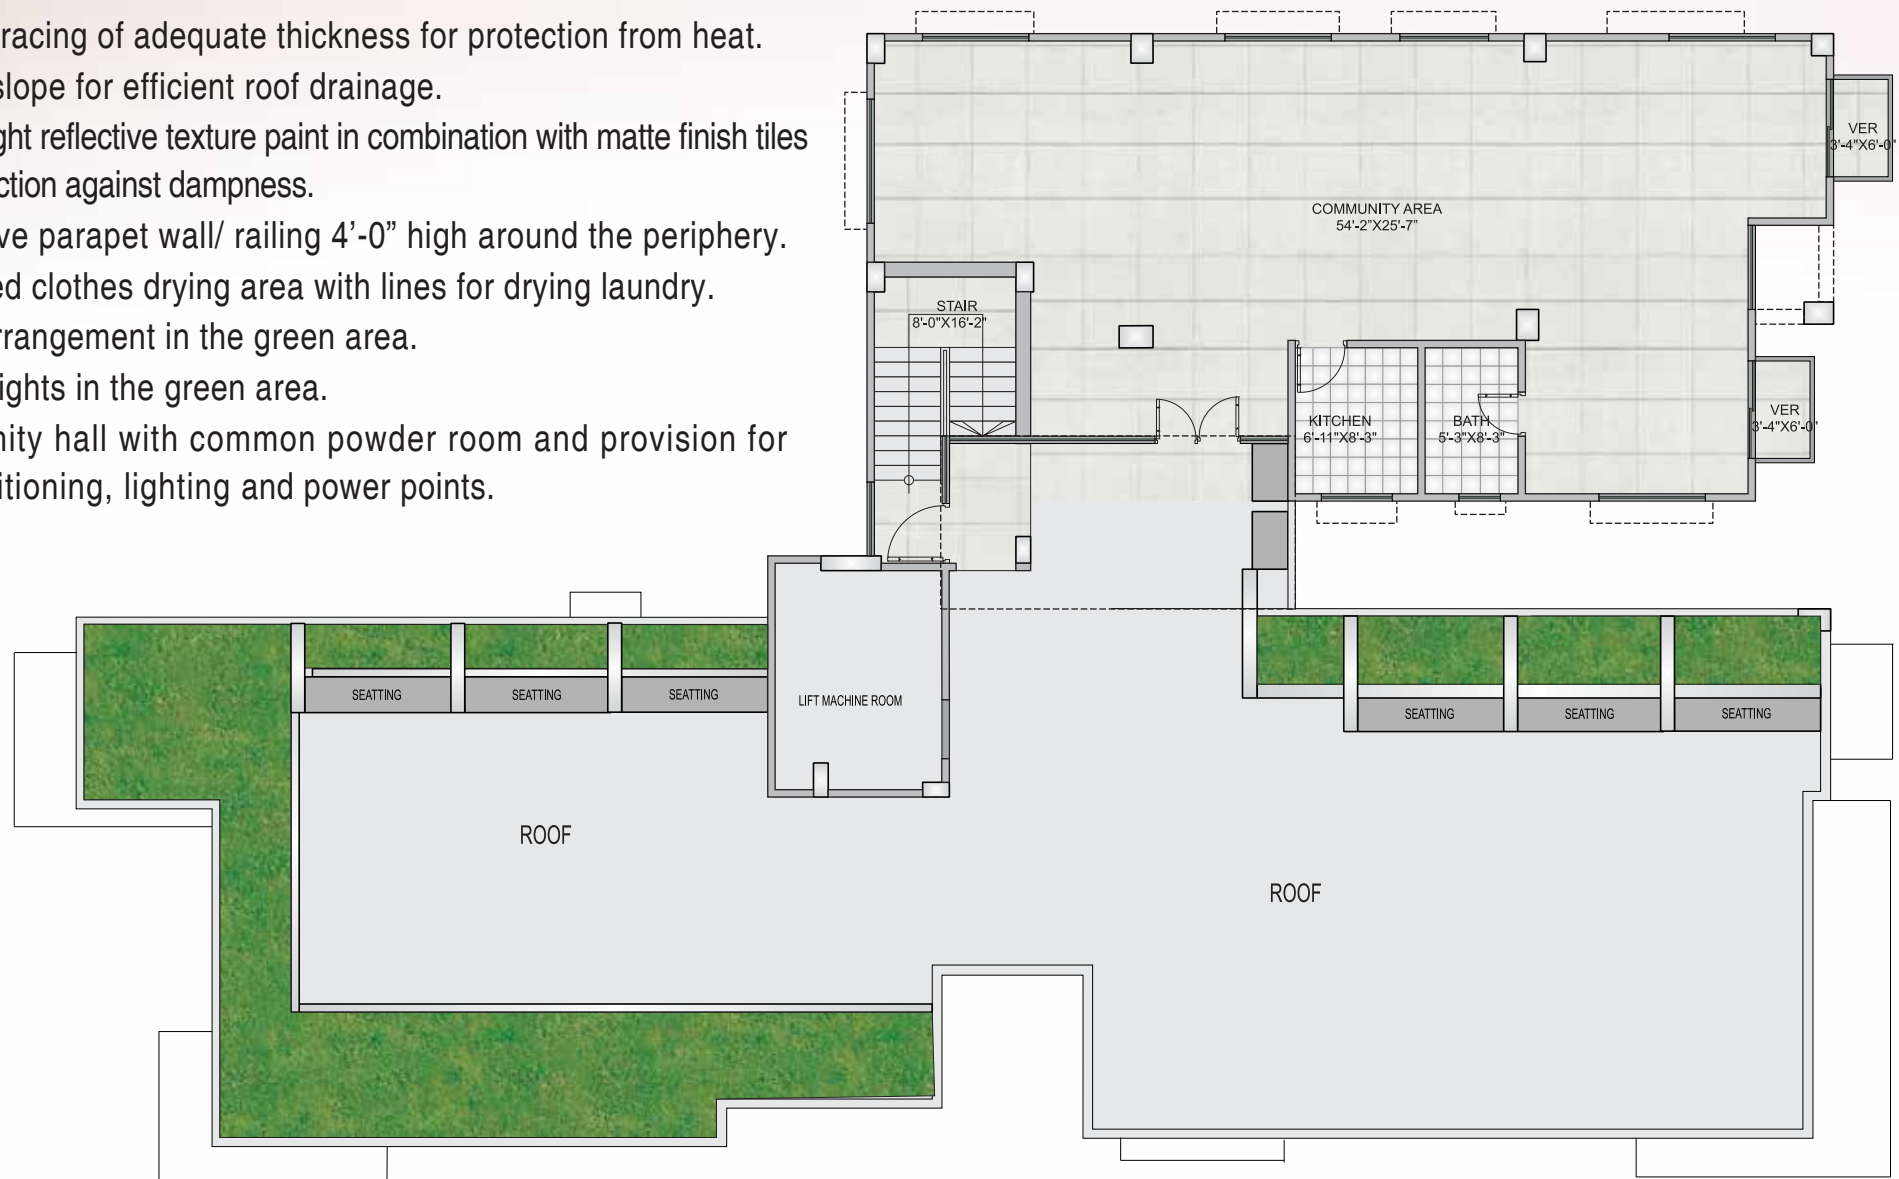 racing of adequate thickness for protection from heat.
slope for efficient roof drainage.
ght reflective texture paint in combination with matte finish tiles
ction against dampness.
ve parapet wall/ railing 4’-0” high around the periphery.
ed clothes drying area with lines for drying laundry.
rrangement in the green area.
ights in the green area.
nity hall with common powder room and provision for
itioning, lighting and power points.
VER
3'-4"X6'-0"
COMMUNITY AREA
54'-2"X25'-7"
STAIR
8'-0"X16'-2"
KITCHEN
6'-11"X8'-3"
BATH
5'-3"X8'-3"
VER
3'-4"X6'-0"
SEATTING
SEATTING
SEATTING
LIFT MACHINE ROOM
SEATTING
SEATTING
SEATTING
ROOF
ROOF